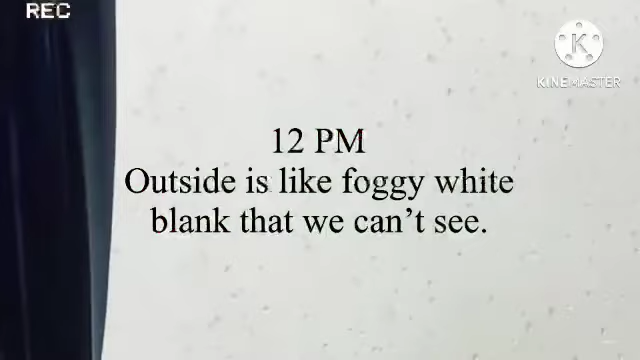 REC
KINEMASTER
12 PM
Outside is like foggy white
blank that we can't see.